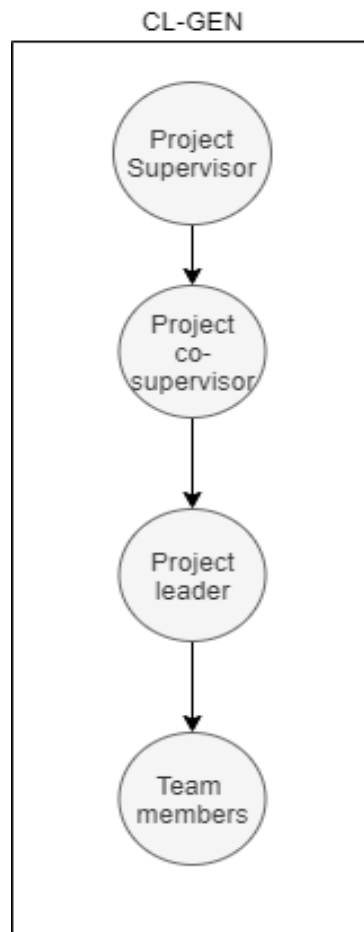 CL-GEN
Project
Supervisor
Project
co-
supervisor
Project
leader
Team
members